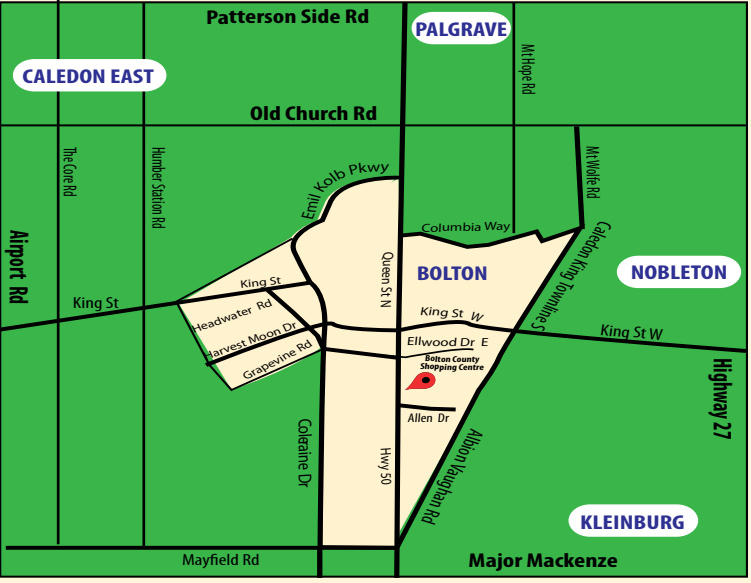 Patterson Side Rd
PALGRAVE
CALEDON EAST
Mt Hope Rd
Old Church Rd
The Core Rd
Humber Station Rd
Mt Wolfe Rd
Emil Kolb Pkwy
Airport Rd
Columbia Way
Caledon King Townline S
Queen St N
BOLTON
NOBLETON
King St
King St
Headwater Rd
King St W
King St W
Harvest Moon Dr
Ellwood Dr E
Grapevine Rd
Bolton County
Shopping Centre
Highway 27
Allen Dr
Coleraine Dr
Hwy 50
Albion Vaughan Rd
KLEINBURG
Mayfield Rd
Major Mackenze